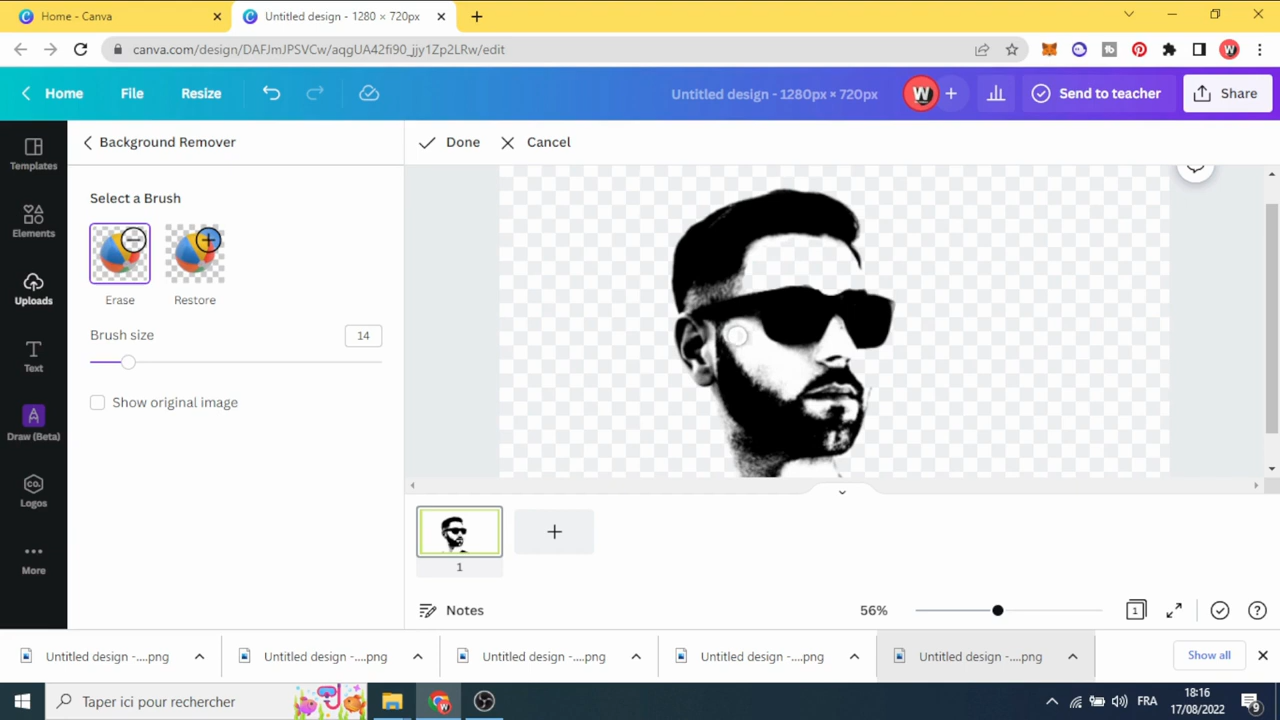 Home - Canva
Untitled design - 1280 × 720px
canva.com/design/DAFJmJPSVCw/aqgUA42fi90_jjy1Zp2LRw/edit
Home
File
Resize
Untitled design - 1280px × 720px
Send to teacher
Share
Templates
Elements
Uploads
Text
Draw (Beta)
CO.
Logos
More
Background Remover
Select a Brush
Erase
Restore
Brush size
14
Show original image
Done
Cancel
1
Notes
56%
1
Untitled design -....png
Untitled design -....png
Untitled design -....png
Untitled design -....png
Untitled design -....png
Show all
Taper ici pour rechercher
FRA
18:16
17/08/2022
9